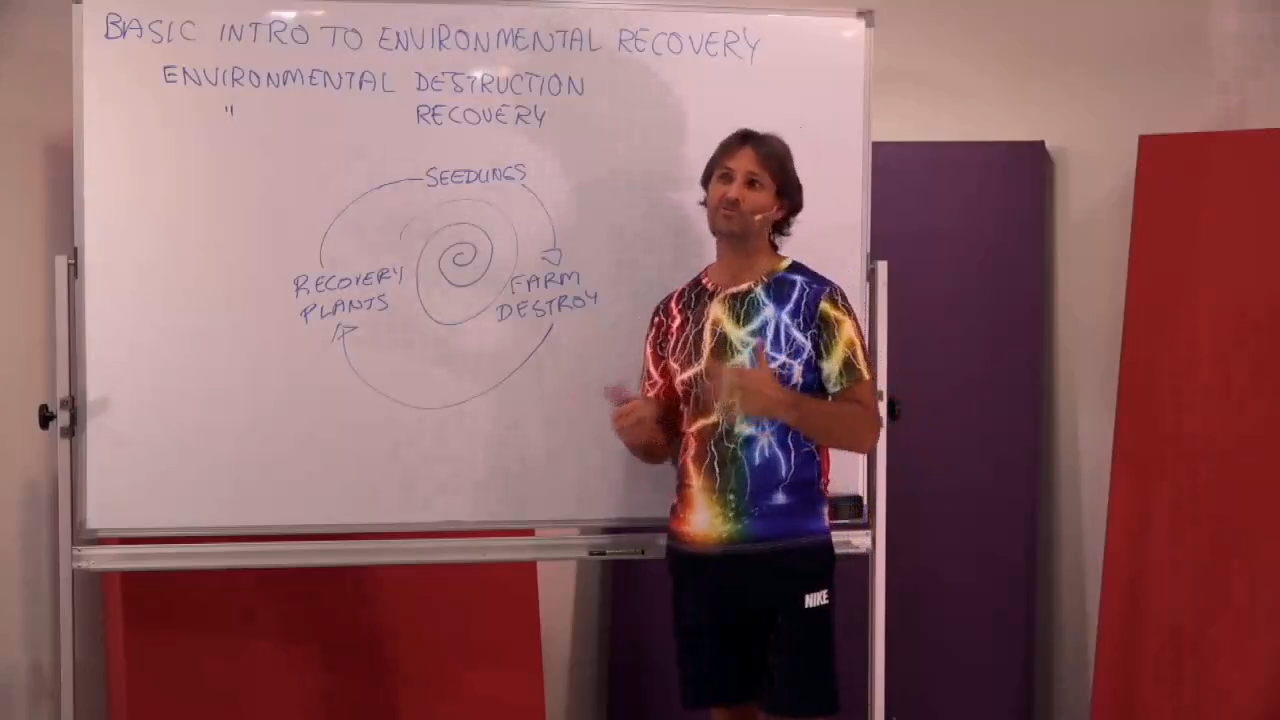 BASIC INTRO TO ENVIRONMENTAL RECOVERY
ENVIRONMENTAL DESTRUCTION
" RECOVERY
SEEDLINGS
RECOVERY
PLANTS
FARM
DESTROY
NIKE